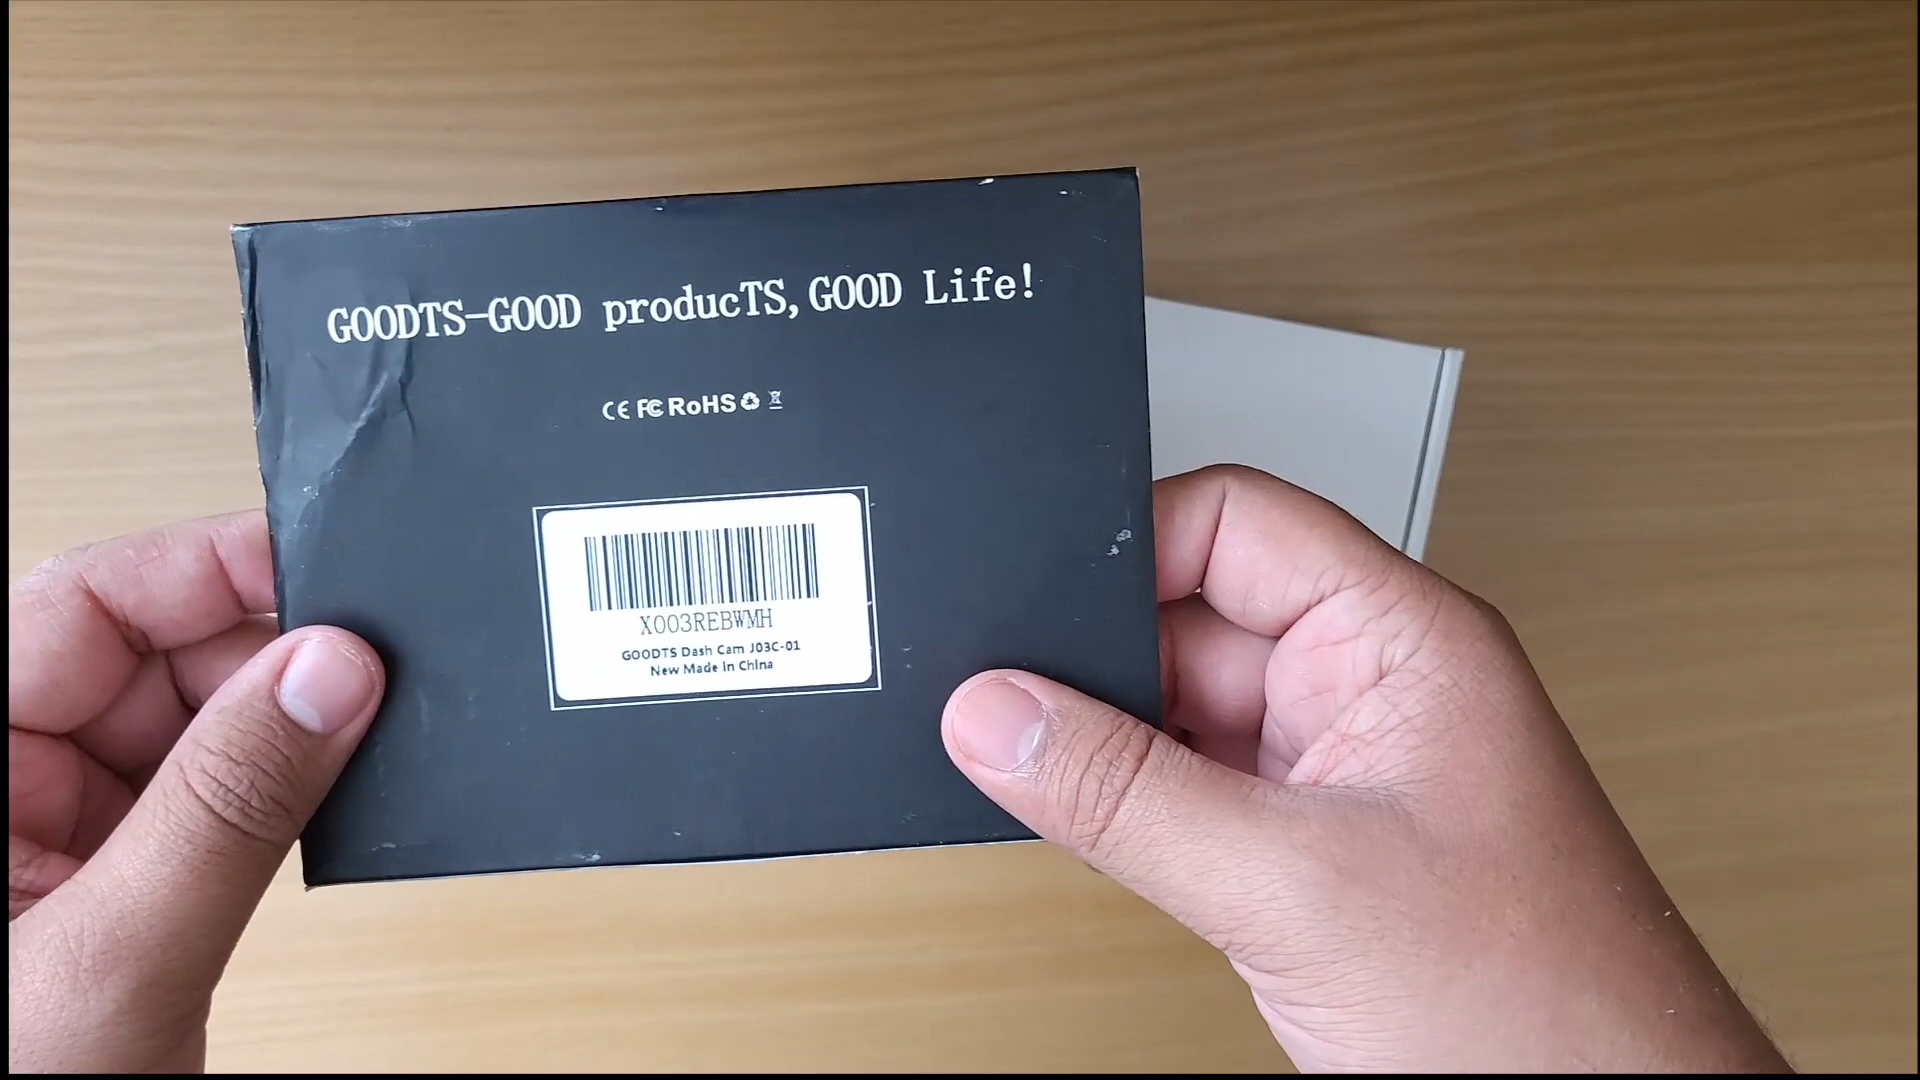 GOODTS-GOOD producTS, GOOD Life!
CE FC RoHS
X003REBWMH
GOODTS Dash Cam J03C-01
New Made In China